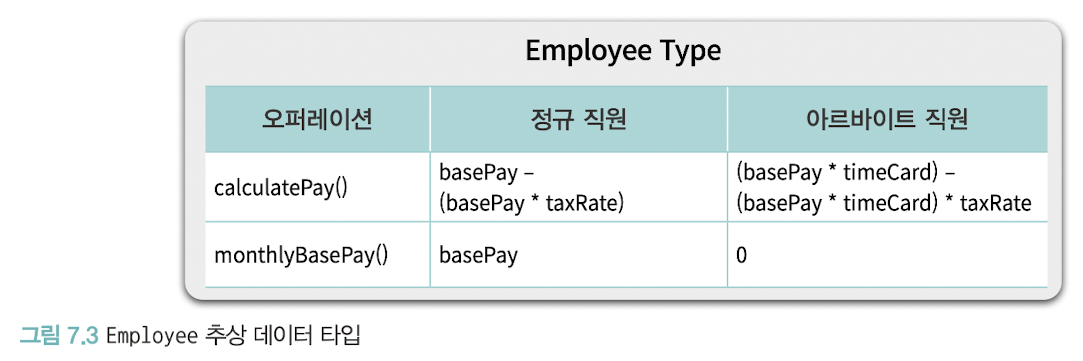 Employee Type
오퍼레이션 정규 직원 아르바이트 직원
calculatePay() basePay – (basePay * timeCard) –
(basePay * taxRate) (basePay * timeCard) * taxRate
monthlyBasePay() basePay 0
그림 7.3 Employee 추상 데이터 타입